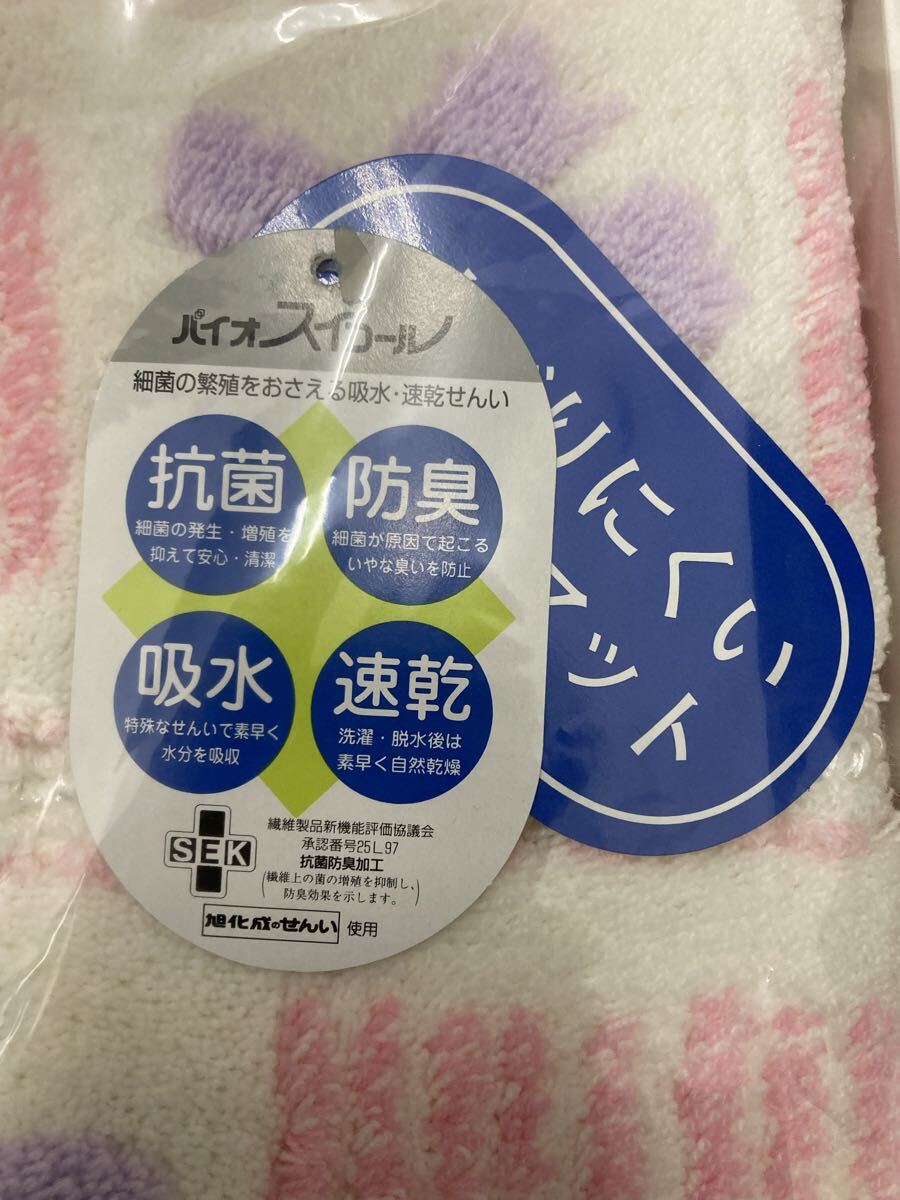 バイオスイカール
細菌の繁殖をおさえる吸水・速乾せんい
抗菌
細菌の発生・増殖を
抑えて安心・清潔
防臭
細菌が原因で起こる
いやな臭いを防止
吸水
特殊なせんいで素早く
水分を吸収
速乾
洗濯・脱水後は
素早く自然乾燥
SEK
繊維製品新機能評価協議会
承認番号25L97
抗菌防臭加工
(繊維上の菌の増殖を抑制し、
防臭効果を示します。)
旭化成のせんい 使用
りにくい
マット